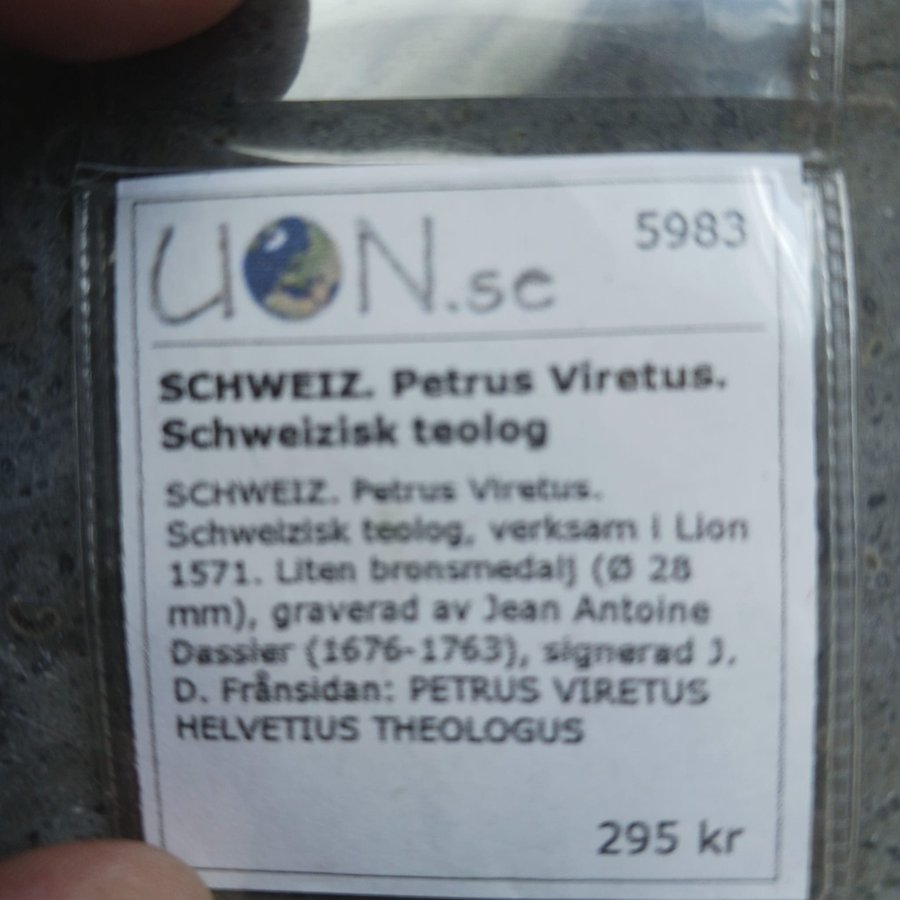 UON.se
5983
SCHWEIZ. Petrus Viretus.
Schweizisk teolog
SCHWEIZ. Petrus Viretus.
Schweizisk teolog, verksam i Lion
1571. Liten bronsmedalj (Ø 28
mm), graverad av Jean Antoine
Dassier (1676-1763), signerad J.
D. Frånsidan: PETRUS VIRETUS
HELVETIUS THEOLOGUS
295 kr